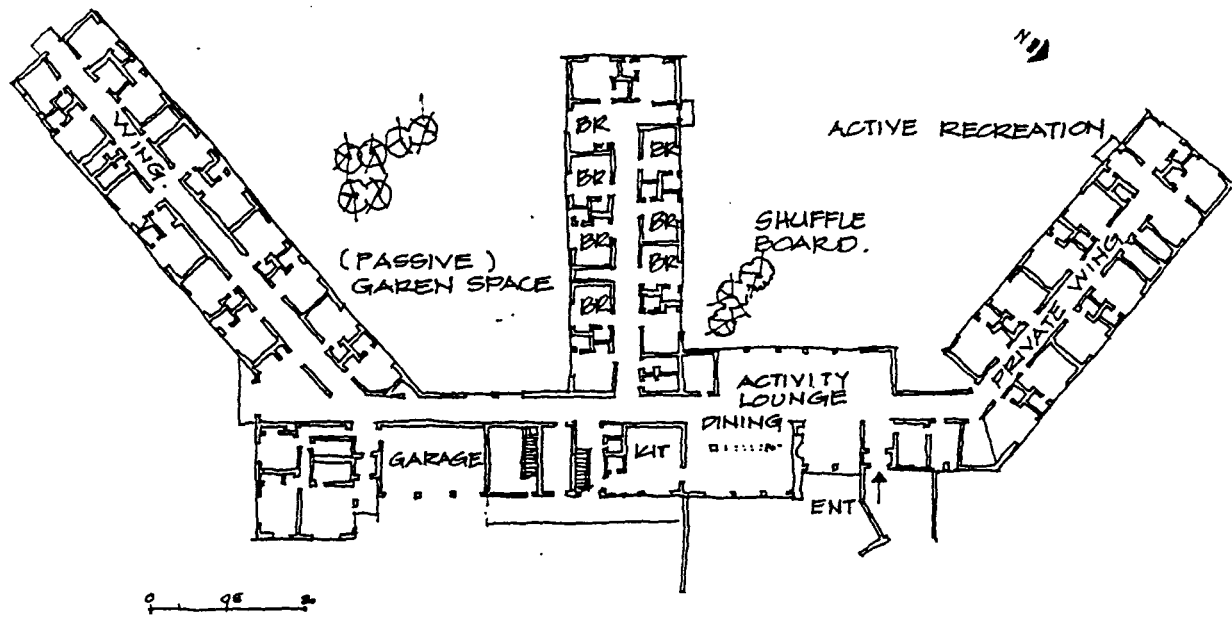 N
WING.
BR
BR
BR
BR
BR
BR
BR
ACTIVE RECREATION
SHUFFLE
BOARD.
(PASSIVE)
GAREN SPACE
PRIVATE WING
ACTIVITY
LOUNGE
DINING
GARAGE
KIT
ENT
0